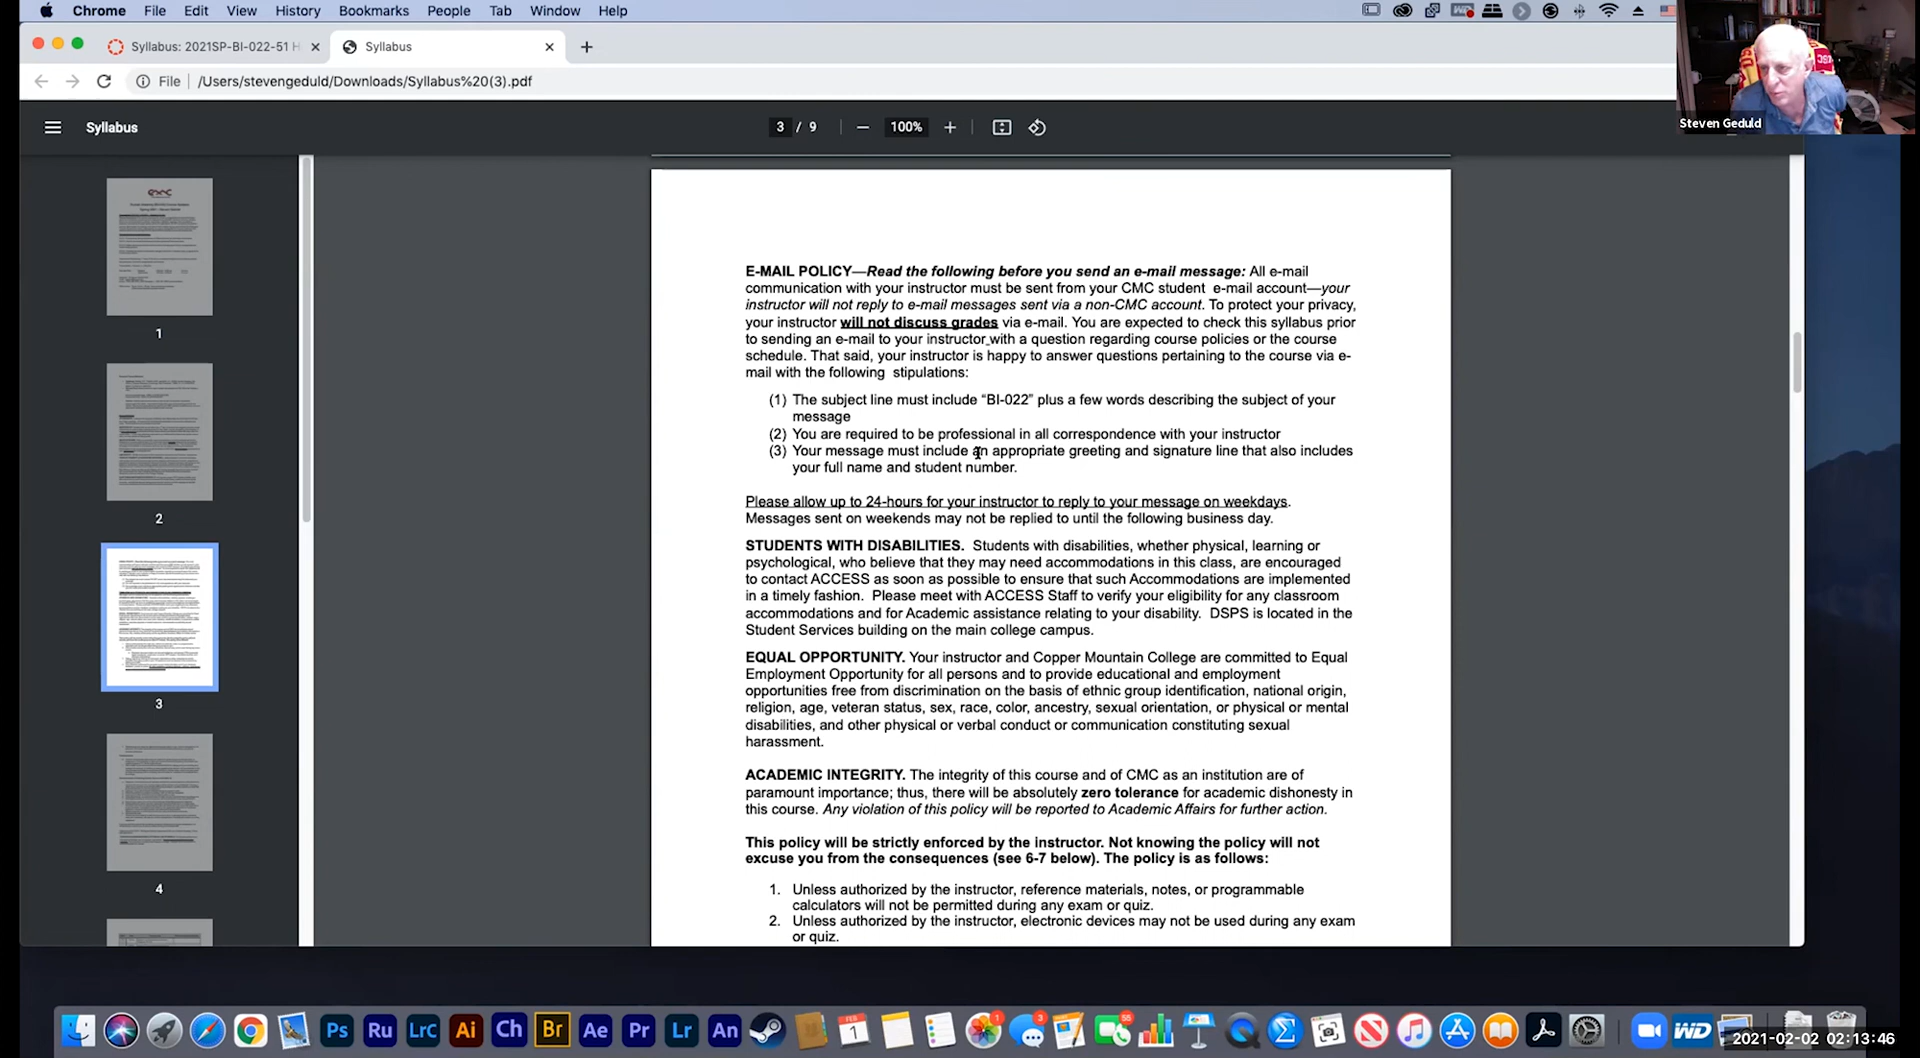 Chrome File Edit View History Bookmarks People Tab Window Help
Syllabus: 2021SP-BI-022-51 H
Syllabus
File /Users/stevengeduld/Downloads/Syllabus%20(3).pdf
Steven Geduld
Syllabus
3 / 9
100%
1
2
3
4
E-MAIL POLICY—Read the following before you send an e-mail message: All e-mail
communication with your instructor must be sent from your CMC student e-mail account—your
instructor will not reply to e-mail messages sent via a non-CMC account. To protect your privacy,
your instructor will not discuss grades via e-mail. You are expected to check this syllabus prior
to sending an e-mail to your instructor with a question regarding course policies or the course
schedule. That said, your instructor is happy to answer questions pertaining to the course via e-
mail with the following stipulations:
(1) The subject line must include “BI-022” plus a few words describing the subject of your
message
(2) You are required to be professional in all correspondence with your instructor
(3) Your message must include an appropriate greeting and signature line that also includes
your full name and student number.
Please allow up to 24-hours for your instructor to reply to your message on weekdays.
Messages sent on weekends may not be replied to until the following business day.
STUDENTS WITH DISABILITIES. Students with disabilities, whether physical, learning or
psychological, who believe that they may need accommodations in this class, are encouraged
to contact ACCESS as soon as possible to ensure that such Accommodations are implemented
in a timely fashion. Please meet with ACCESS Staff to verify your eligibility for any classroom
accommodations and for Academic assistance relating to your disability. DSPS is located in the
Student Services building on the main college campus.
EQUAL OPPORTUNITY. Your instructor and Copper Mountain College are committed to Equal
Employment Opportunity for all persons and to provide educational and employment
opportunities free from discrimination on the basis of ethnic group identification, national origin,
religion, age, veteran status, sex, race, color, ancestry, sexual orientation, or physical or mental
disabilities, and other physical or verbal conduct or communication constituting sexual
harassment.
ACADEMIC INTEGRITY. The integrity of this course and of CMC as an institution are of
paramount importance; thus, there will be absolutely zero tolerance for academic dishonesty in
this course. Any violation of this policy will be reported to Academic Affairs for further action.
This policy will be strictly enforced by the instructor. Not knowing the policy will not
excuse you from the consequences (see 6-7 below). The policy is as follows:
1. Unless authorized by the instructor, reference materials, notes, or programmable
calculators will not be permitted during any exam or quiz.
2. Unless authorized by the instructor, electronic devices may not be used during any exam
or quiz.
Ps Ru LrC Ai Ch Br Ae Pr Lr An FEB 1 1 3 56 WD
2021-02-02 02:13:46